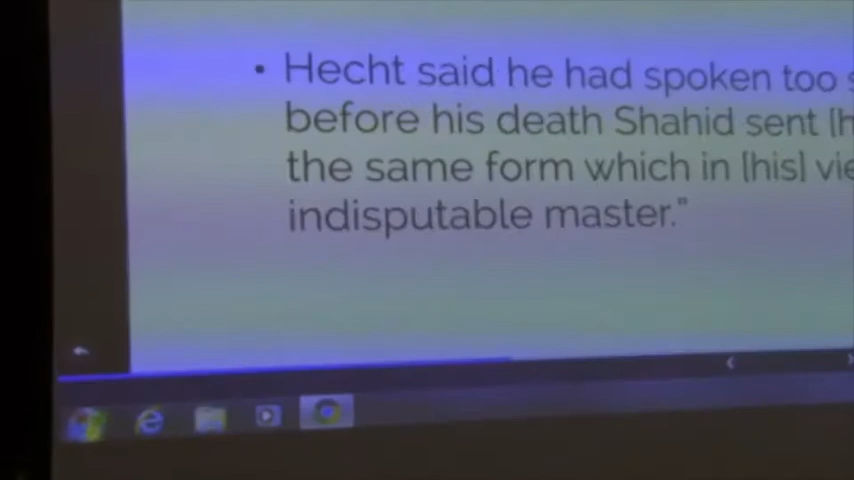 • Hecht said he had spoken too
before his death Shahid sent
the same form which in [his]
indisputable master."